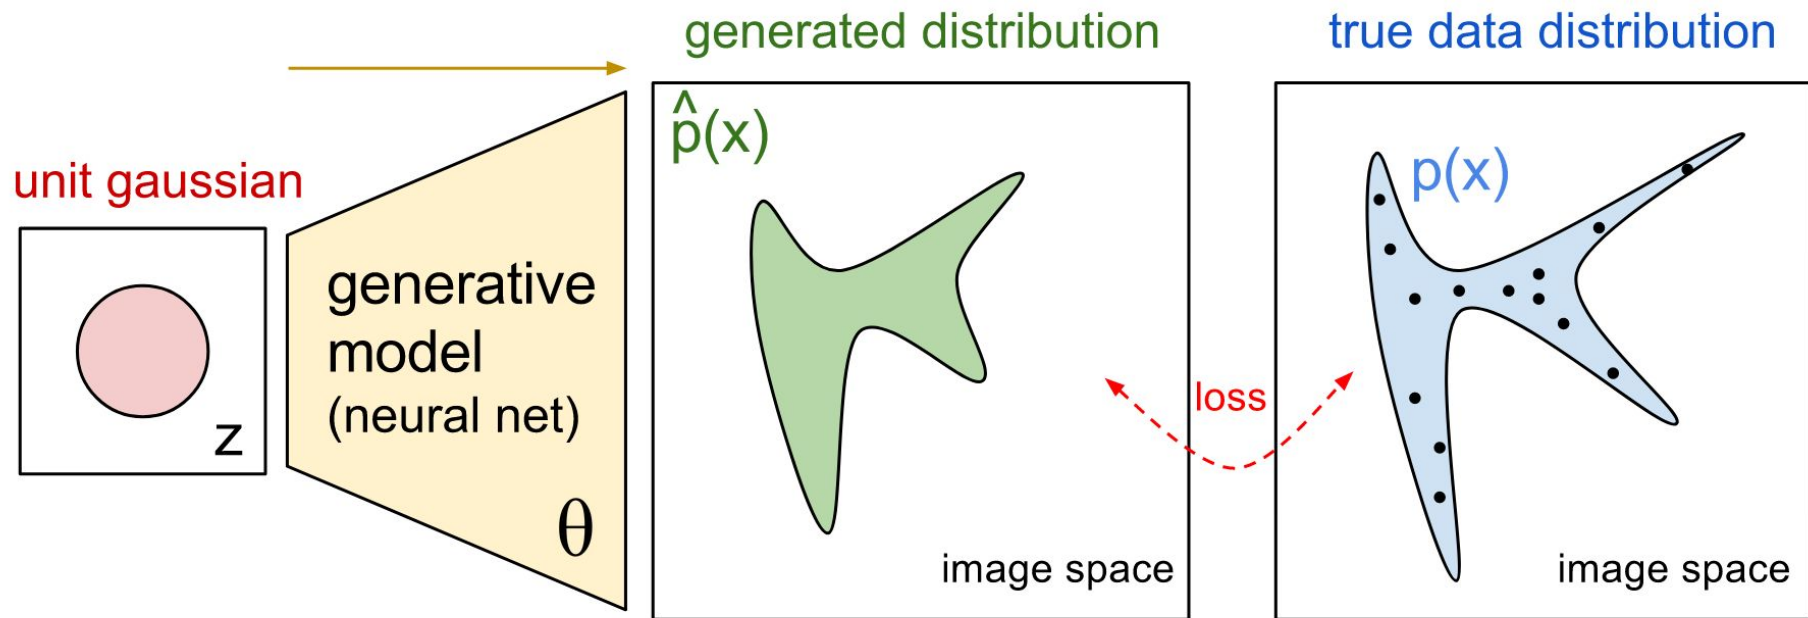 generated distribution
true data distribution
p̂(x)
p(x)
unit gaussian
generative
model
(neural net)
loss
z
θ
image space
image space